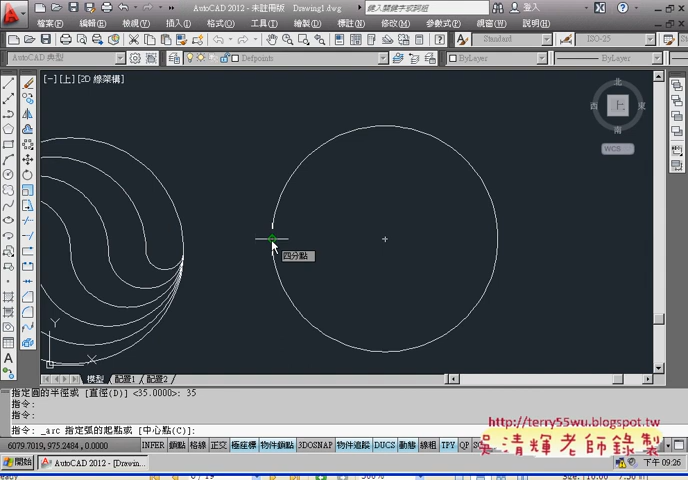 AutoCAD 2012 - 未註冊版 Drawing1.dwg
鍵入關鍵字或詞組
登入
檔案(F) 編輯(E) 檢視(V) 插入(I) 格式(O) 工具(T) 繪製(D) 標註(N) 修改(M) 參數式(P) 視窗(W) 說明(H)
Standard ISO-25
AutoCAD 典型 Defpoints ByLayer ByLayer
[-] [上] [2D 線架構]
北
西 上 東
南
WCS
四分點
Y
X
模型 配置1 配置2
指定圓的半徑或 [直徑(D)] <35.0000>: 35
指令:
指令:
指令: _arc 指定弧的起點或 [中心點(C)]:
http://terry55wu.blogspot.tw
吳清輝老師錄製
6079.7019, 975.2484, 0.0000 INFER 鎖點 格線 正交 極座標 物件鎖點 3DOSNAP 物件追蹤 DUCS 動態 線粗 TPY QP
開始 AutoCAD 2012 - [Drawin... 下午 09:26